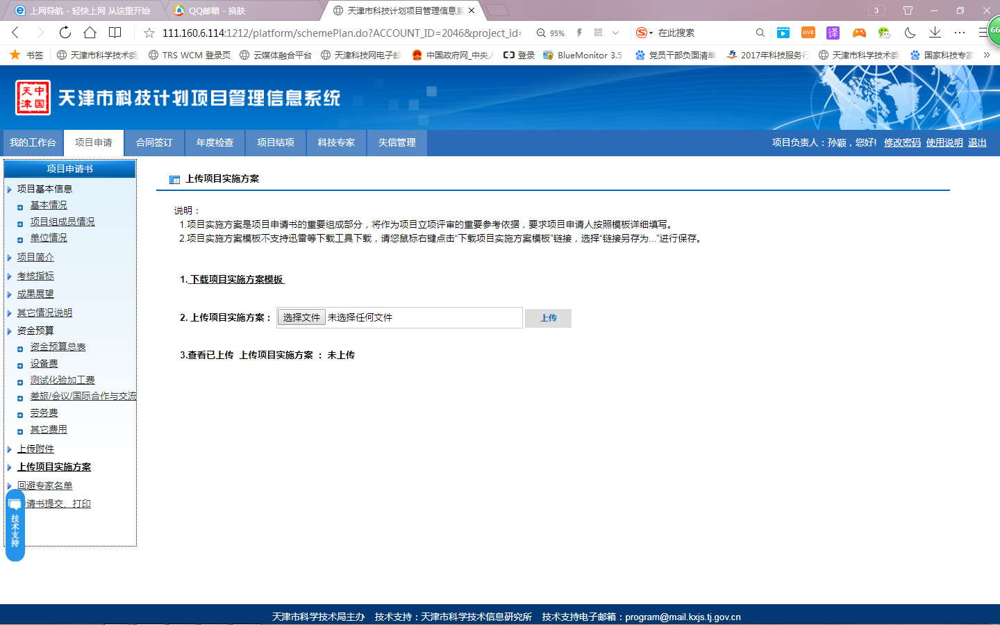 上网导航 - 轻快上网 从这里开始
QQ邮箱 - 换肤
天津市科技计划项目管理信息系
3
111.160.6.114:1212/platform/schemePlan.do?ACCOUNT_ID=2046&project_id=
95%
在此搜索
LIVE
译
66
书签
天津市科学技术委
TRS WCM 登录页
云媒体融合平台
天津科技网电子邮
中国政府网_中央人
登录
BlueMonitor 3.5
党员干部负面清单
2017年科技服务行
天津市科学技术委
国家科技专家
天津中国
天津市科技计划项目管理信息系统
我的工作台
项目申请
合同签订
年度检查
项目结项
科技专家
失信管理
项目负责人：孙颖，您好! 修改密码 使用说明 退出
项目申请书
项目基本信息
基本情况
项目组成员情况
单位情况
项目简介
考核指标
成果展望
其它情况说明
资金预算
资金预算总表
设备费
测试化验加工费
差旅/会议/国际合作与交流
劳务费
其它费用
上传附件
上传项目实施方案
回避专家名单
请书提交、打印
技术支持
上传项目实施方案
说明：
1.项目实施方案是项目申请书的重要组成部分，将作为项目立项评审的重要参考依据，要求项目申请人按照模板详细填写。
2.项目实施方案模板不支持迅雷等下载工具下载，请您鼠标右键点击“下载项目实施方案模板”链接，选择“链接另存为...”进行保存。
1. 下载项目实施方案模板
2. 上传项目实施方案： 选择文件 未选择任何文件 上传
3.查看已上传 上传项目实施方案 ： 未上传
天津市科学技术局主办 技术支持：天津市科学技术信息研究所 技术支持电子邮箱：program@mail.kxjs.tj.gov.cn